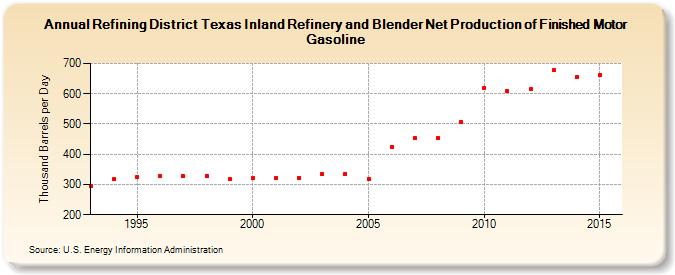 Annual Refining District Texas Inland Refinery and Blender Net Production of Finished Motor
Gasoline
Thousand Barrels per Day
700
600
500
400
300
200
1995
2000
2005
2010
2015
Source: U.S. Energy Information Administration